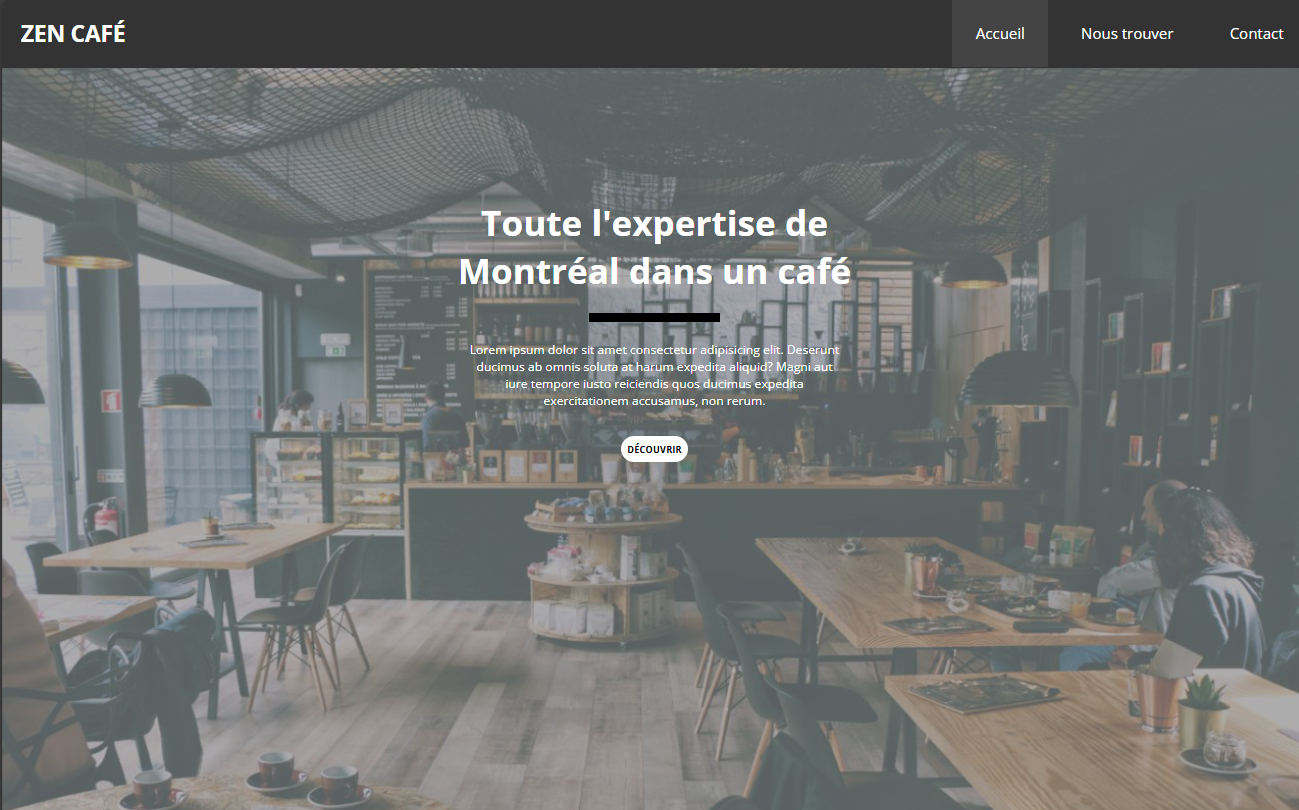 ZEN CAFÉ
Accueil
Nous trouver
Contact
Toute l'expertise de
Montréal dans un café
Lorem ipsum dolor sit amet consectetur adipisicing elit. Deserunt
ducimus ab omnis soluta at harum expedita aliquid? Magni aut
iure tempore iusto reiciendis quos ducimus expedita
exercitationem accusamus, non rerum.
DÉCOUVRIR